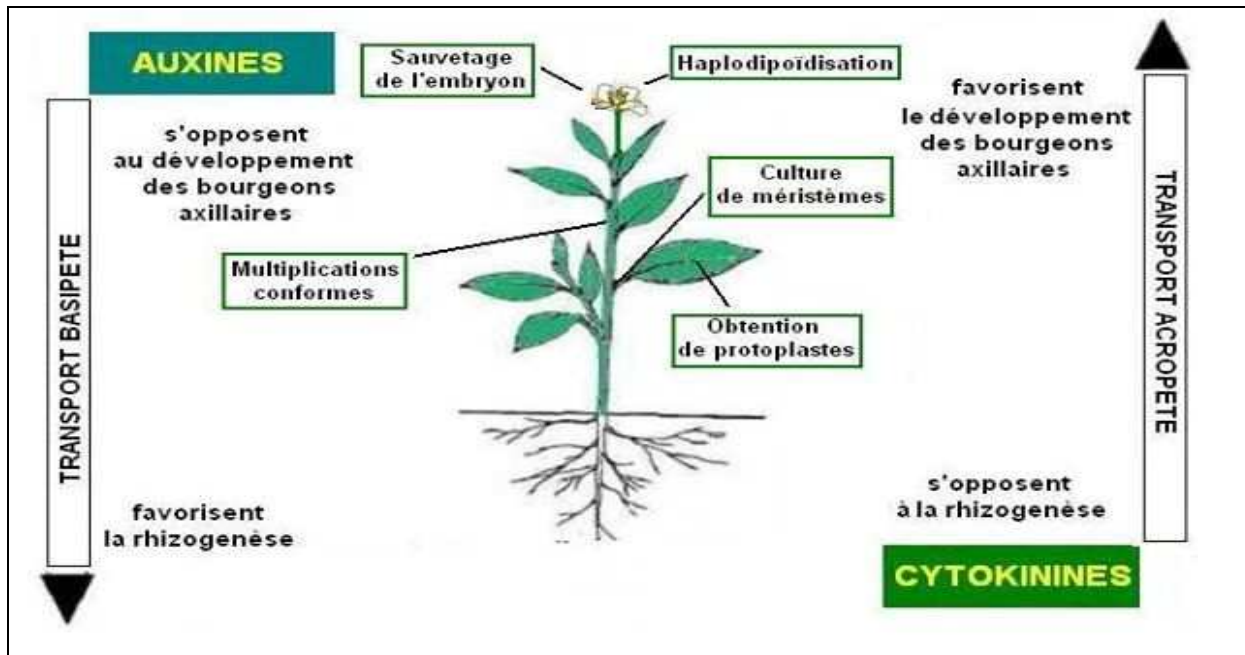 AUXINES
Sauvetage
de l'embryon
Haplodipoïdisation
s'opposent
au développement
des bourgeons
axillaires
favorisent
le développement
des bourgeons
axillaires
Culture
de méristèmes
Multiplications
conformes
Obtention
de protoplastes
TRANSPORT BASIPETE
TRANSPORT ACROPETE
favorisent
la rhizogenèse
s'opposent
à la rhizogenèse
CYTOKININES